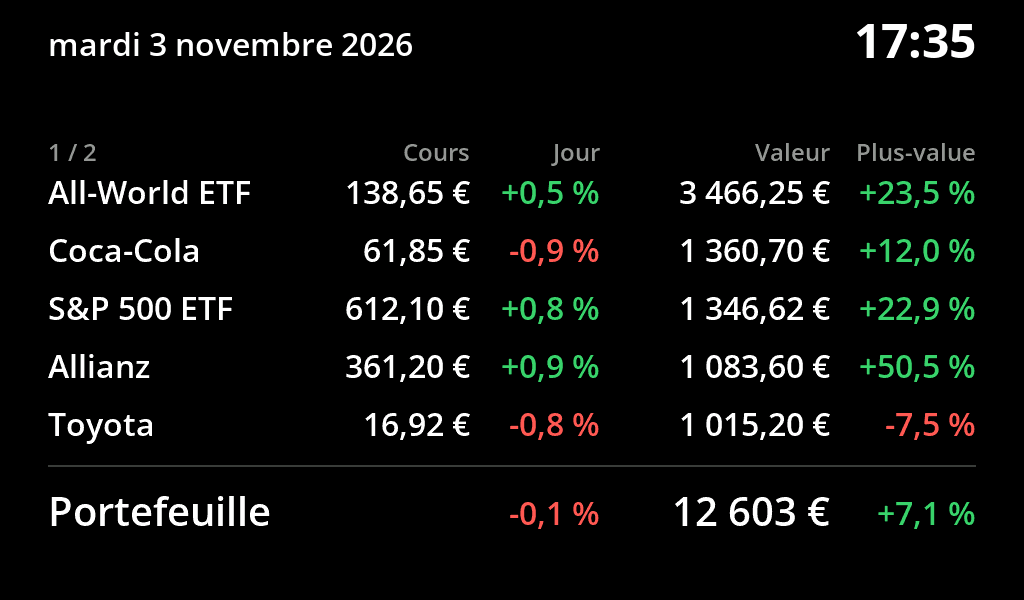 mardi 3 novembre 2026 17:35
1 / 2 Cours Jour Valeur Plus-value
All-World ETF 138,65 € +0,5 % 3 466,25 € +23,5 %
Coca-Cola 61,85 € -0,9 % 1 360,70 € +12,0 %
S&P 500 ETF 612,10 € +0,8 % 1 346,62 € +22,9 %
Allianz 361,20 € +0,9 % 1 083,60 € +50,5 %
Toyota 16,92 € -0,8 % 1 015,20 € -7,5 %
Portefeuille -0,1 % 12 603 € +7,1 %